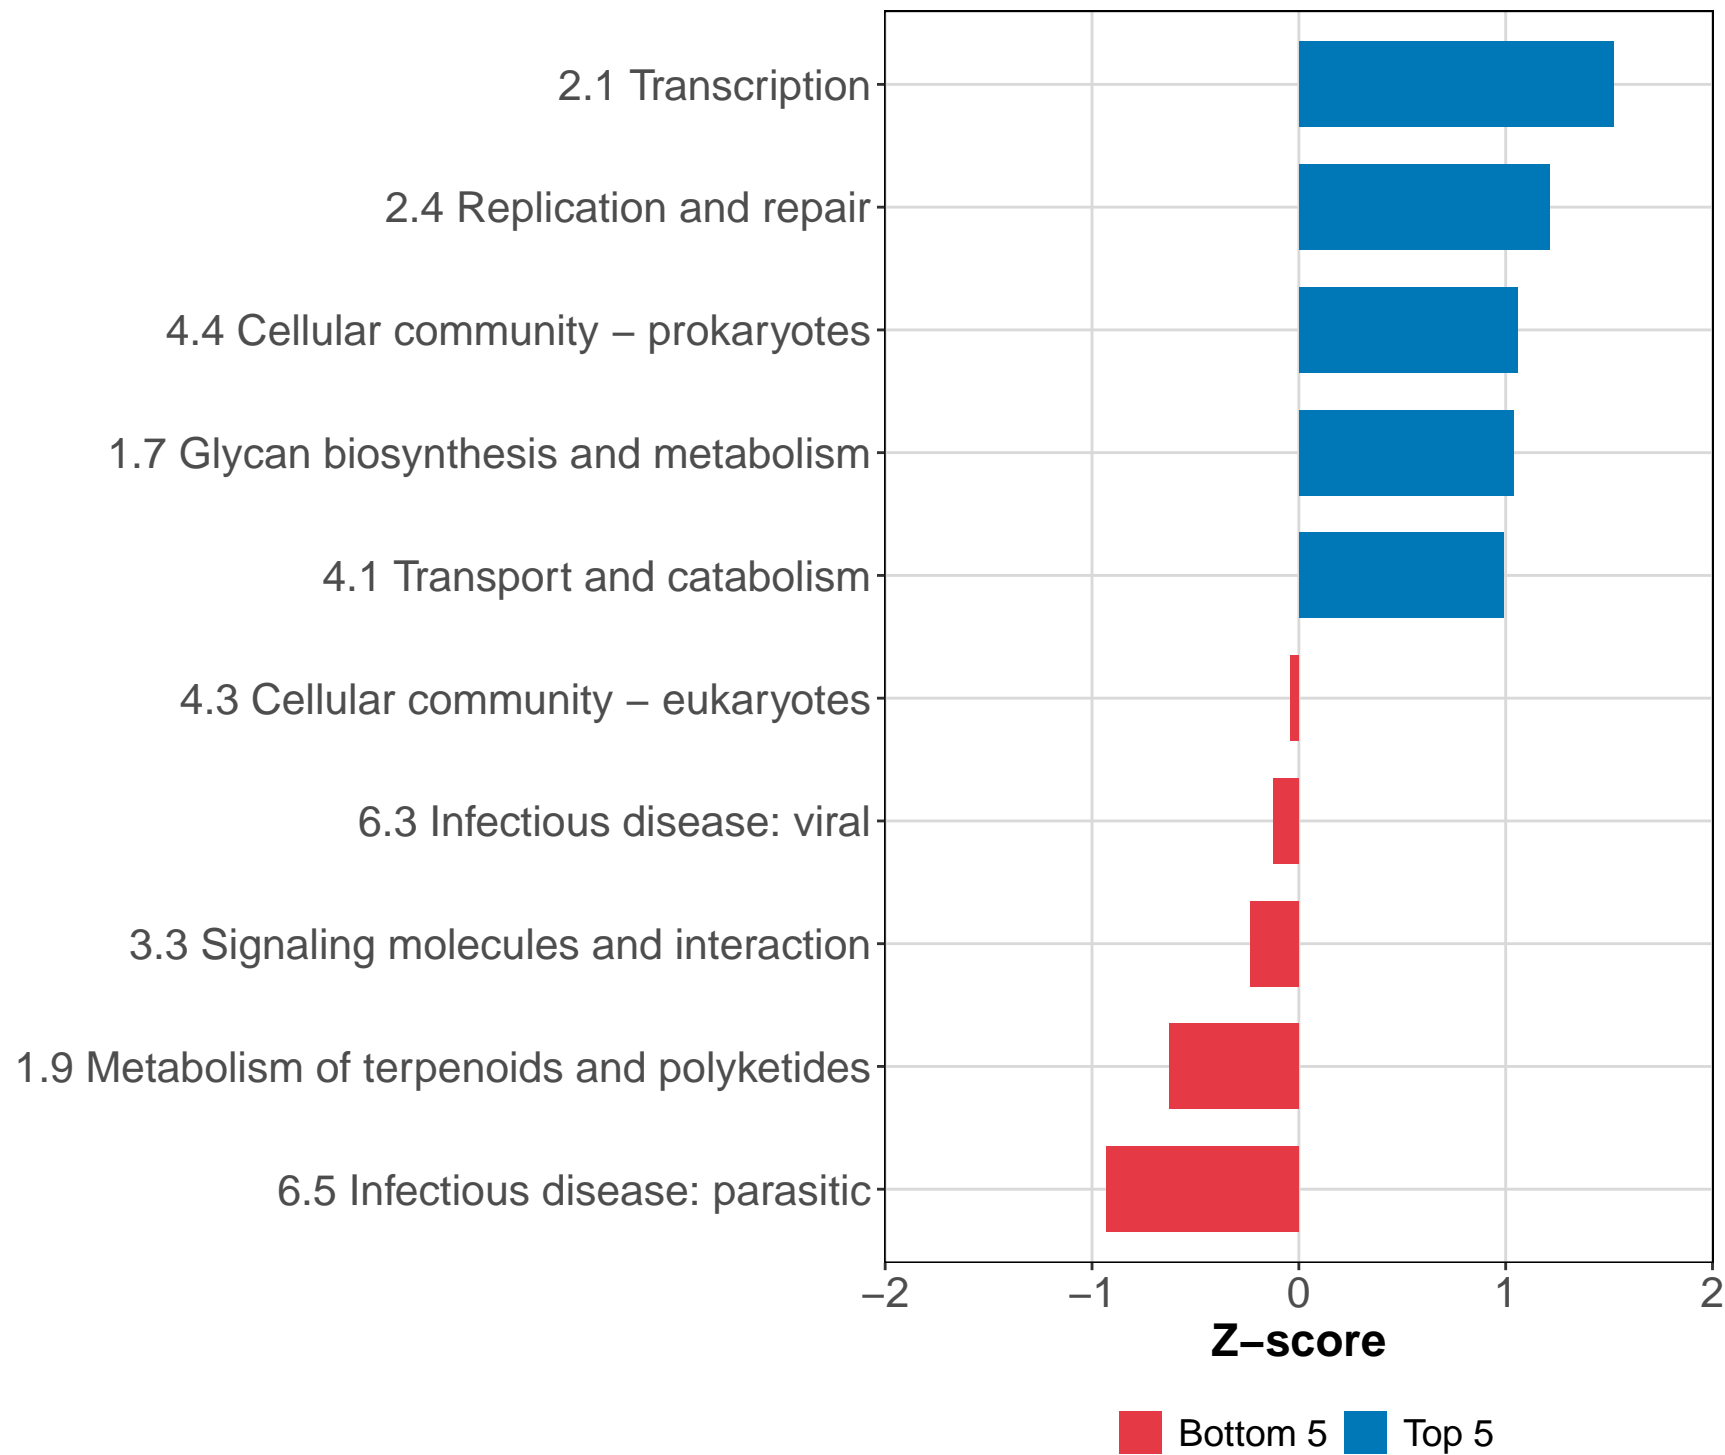 2.1 Transcription
2.4 Replication and repair
4.4 Cellular community – prokaryotes
1.7 Glycan biosynthesis and metabolism
4.1 Transport and catabolism
4.3 Cellular community – eukaryotes
6.3 Infectious disease: viral
3.3 Signaling molecules and interaction
1.9 Metabolism of terpenoids and polyketides
6.5 Infectious disease: parasitic
–2 –1 0 1 2
Z–score
Bottom 5 Top 5